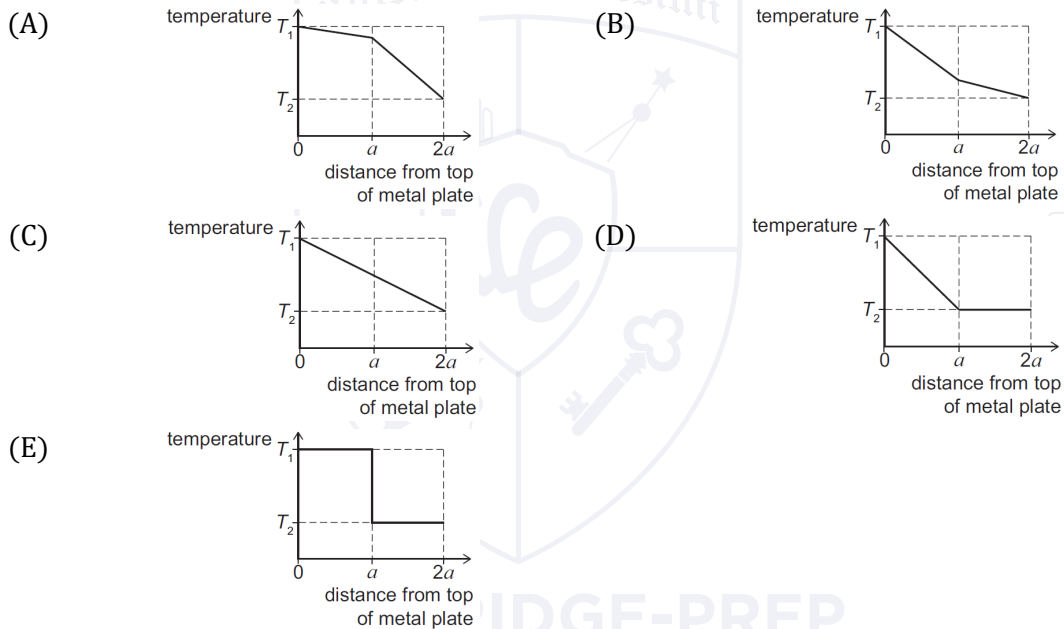 (A)
temperature
T₁
T₂
0 a 2a
distance from top
of metal plate
(B)
temperature
T₁
T₂
0 a 2a
distance from top
of metal plate
(C)
temperature
T₁
T₂
0 a 2a
distance from top
of metal plate
(D)
temperature
T₁
T₂
0 a 2a
distance from top
of metal plate
(E)
temperature
T₁
T₂
0 a 2a
distance from top
of metal plate
IDGE-PREP